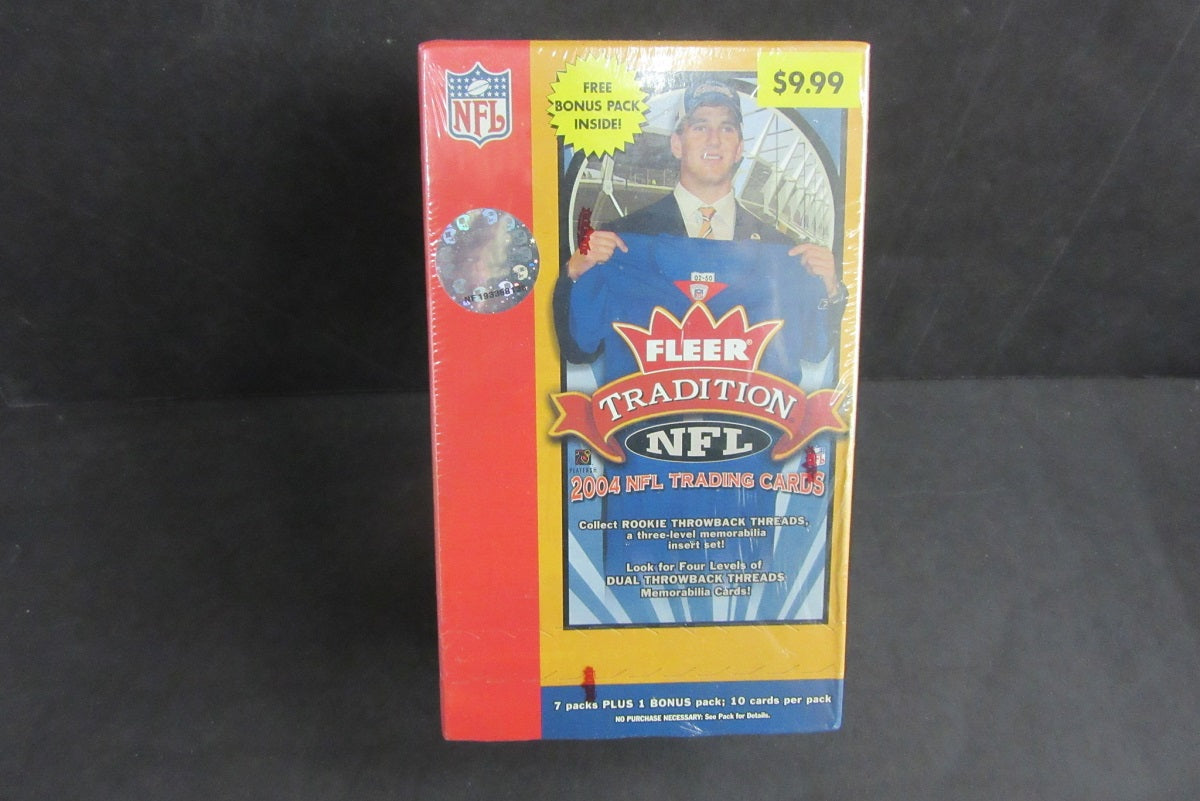 NFL
FREE
BONUS PACK
INSIDE!
$9.99
FLEER®
TRADITION
NFL
PLAYERS
2004 NFL TRADING CARDS
Collect ROOKIE THROWBACK THREADS,
a three-level memorabilia
insert set!
Look for Four Levels of
DUAL THROWBACK THREADS
Memorabilia Cards!
7 packs PLUS 1 BONUS pack; 10 cards per pack
NO PURCHASE NECESSARY: See Pack for Details.